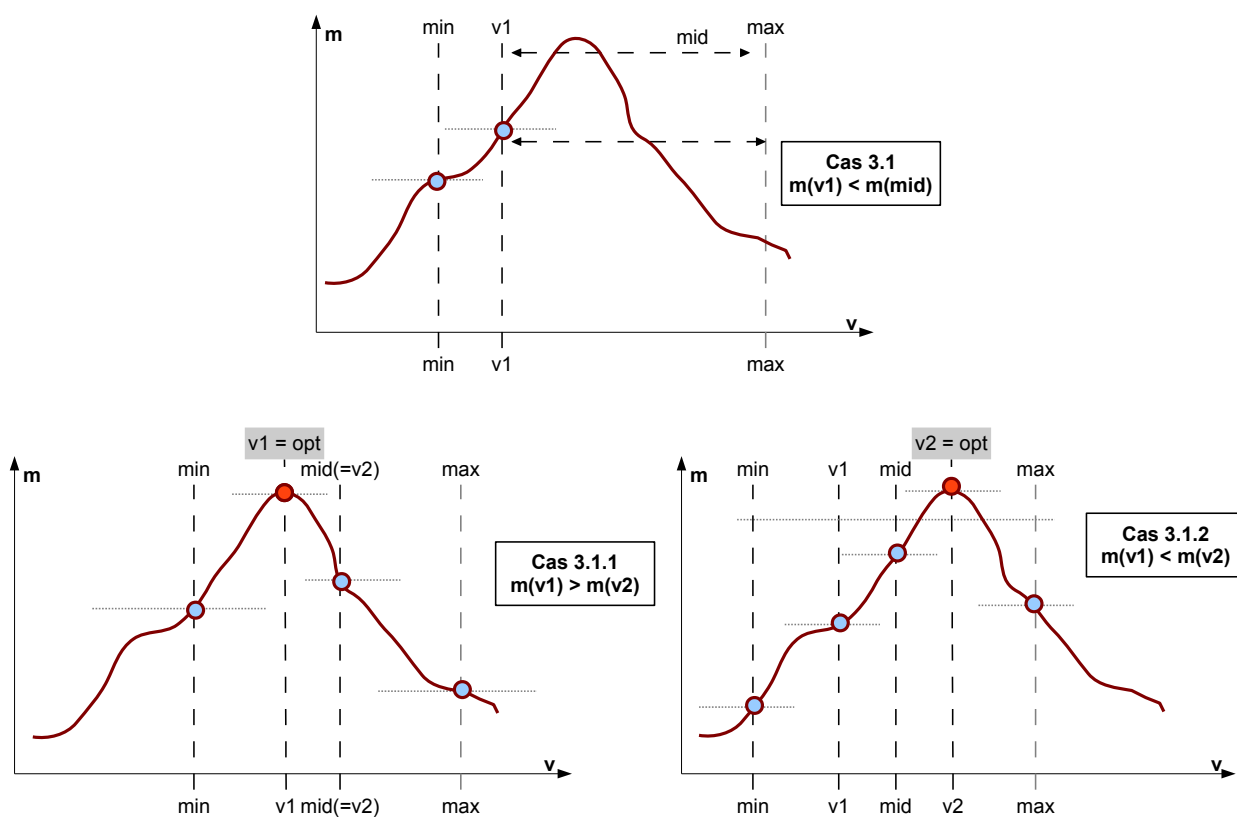 min v1 max
m
mid
Cas 3.1
m(v1) < m(mid)
v
min v1 max
v1 = opt
min mid(=v2) max
m
Cas 3.1.1
m(v1) > m(v2)
v
min v1 mid(=v2) max
v2 = opt
min v1 mid max
m
Cas 3.1.2
m(v1) < m(v2)
v
min v1 mid v2 max